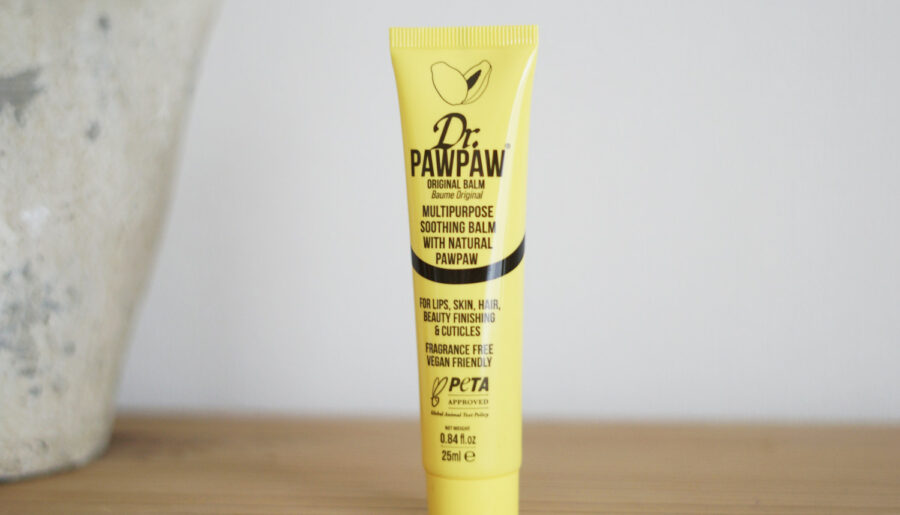 Dr.
PAWPAW®
ORIGINAL BALM
Baume Original
MULTIPURPOSE
SOOTHING BALM
WITH NATURAL
PAWPAW
FOR LIPS, SKIN, HAIR,
BEAUTY FINISHING
& CUTICLES
FRAGRANCE FREE
VEGAN FRIENDLY
PeTA
APPROVED
Global Animal Test Policy
NET WEIGHT
0.84 fl.oz
25ml ℮